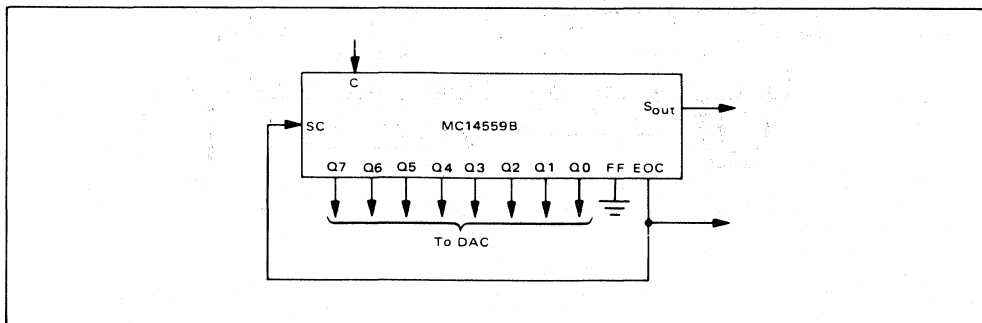 C
Sout
SC
MC14559B
Q7 Q6 Q5 Q4 Q3 Q2 Q1 Q0 FF EOC
To DAC